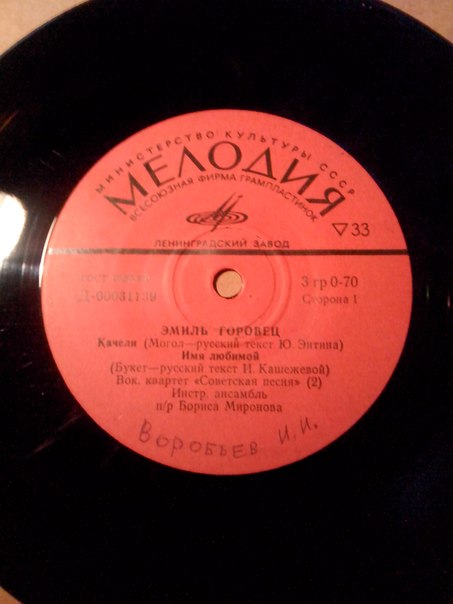 МИНИСТЕРСТВО КУЛЬТУРЫ СССР
МЕЛОДИЯ
ВСЕСОЮЗНАЯ ФИРМА ГРАМПЛАСТИНОК
▽33
ЛЕНИНГРАДСКИЙ ЗАВОД
ГОСТ
3 гр 0-70
Д-00031139
Сторона 1
ЭМИЛЬ ГОРОВЕЦ
Качели (Могол—русский текст Ю. Энтина)
Имя любимой
(Букет—русский текст И. Кашежевой)
Вок. квартет «Советская песня» (2)
Инстр. ансамбль
п/р Бориса Миронова
Воробьев И.И.